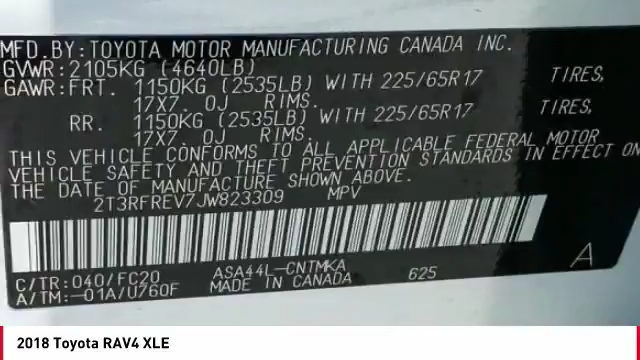 MFD.BY:TOYOTA MOTOR MANUFACTURING CANADA INC.
GVWR:2105KG (4640LB)
GAWR:FRT. 1150KG (2535LB) WITH 225/65R17 TIRES,
17X7.0J RIMS.
RR. 1150KG (2535LB) WITH 225/65R17 TIRES,
17X7.0J RIMS.
THIS VEHICLE CONFORMS TO ALL APPLICABLE FEDERAL MOTOR
VEHICLE SAFETY AND THEFT PREVENTION STANDARDS IN EFFECT ON
THE DATE OF MANUFACTURE SHOWN ABOVE.
2T3RFREV7JW823309 MPV
C/TR:040/FC20 ASA44L-CNTMKA 625 A
A/TM:-01A/U760F MADE IN CANADA
2018 Toyota RAV4 XLE